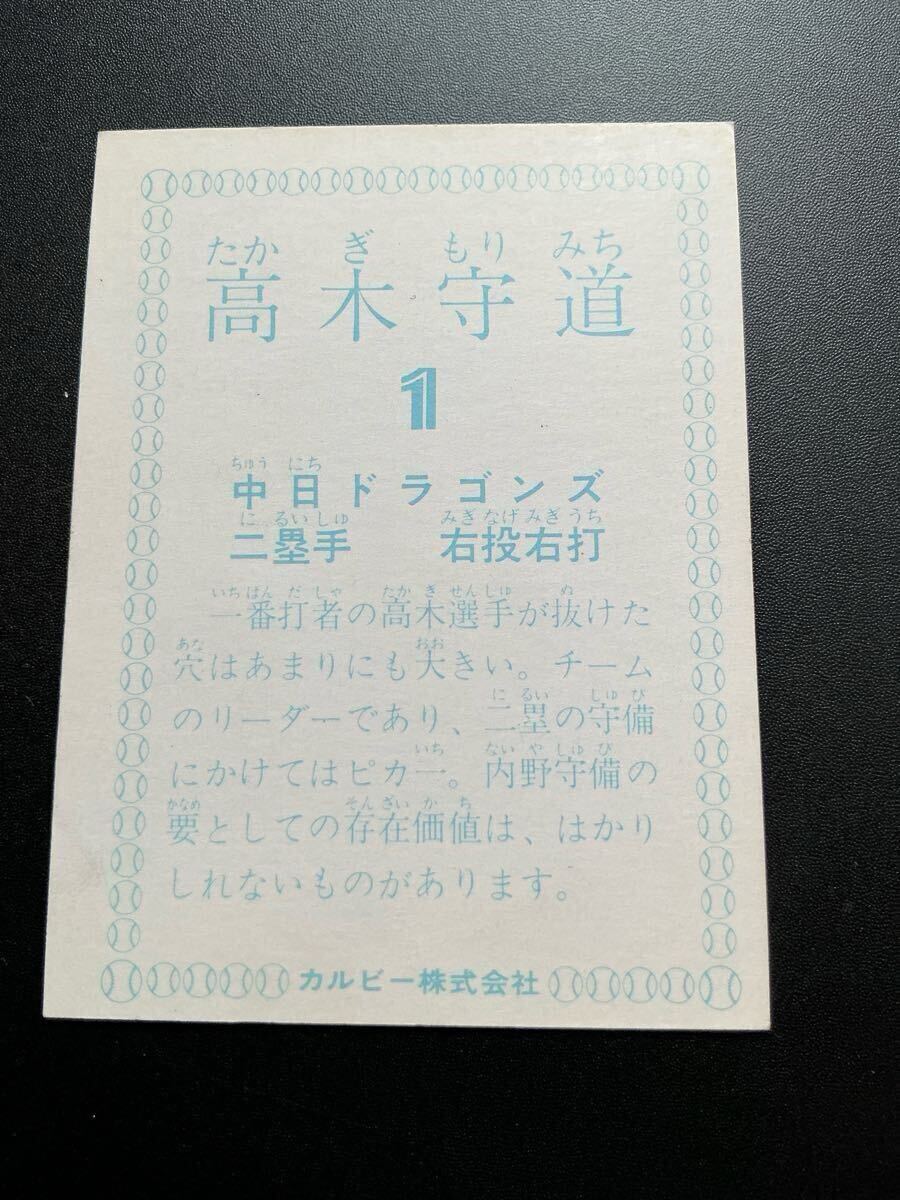 たかぎもりみち
高木守道
1
ちゅうにち
中日ドラゴンズ
にるいしゅ みぎなげみぎうち
二塁手 右投右打
いちばんだしゃ たかぎせんしゅ ぬ
一番打者の高木選手が抜けた
あな おお
穴はあまりにも大きい。チーム
にるい しゅび
のリーダーであり、二塁の守備
いち ないやしゅび
にかけてはピカ一。内野守備の
かなめ そんざいかち
要としての存在価値は、はかり
しれないものがあります。
カルビー株式会社